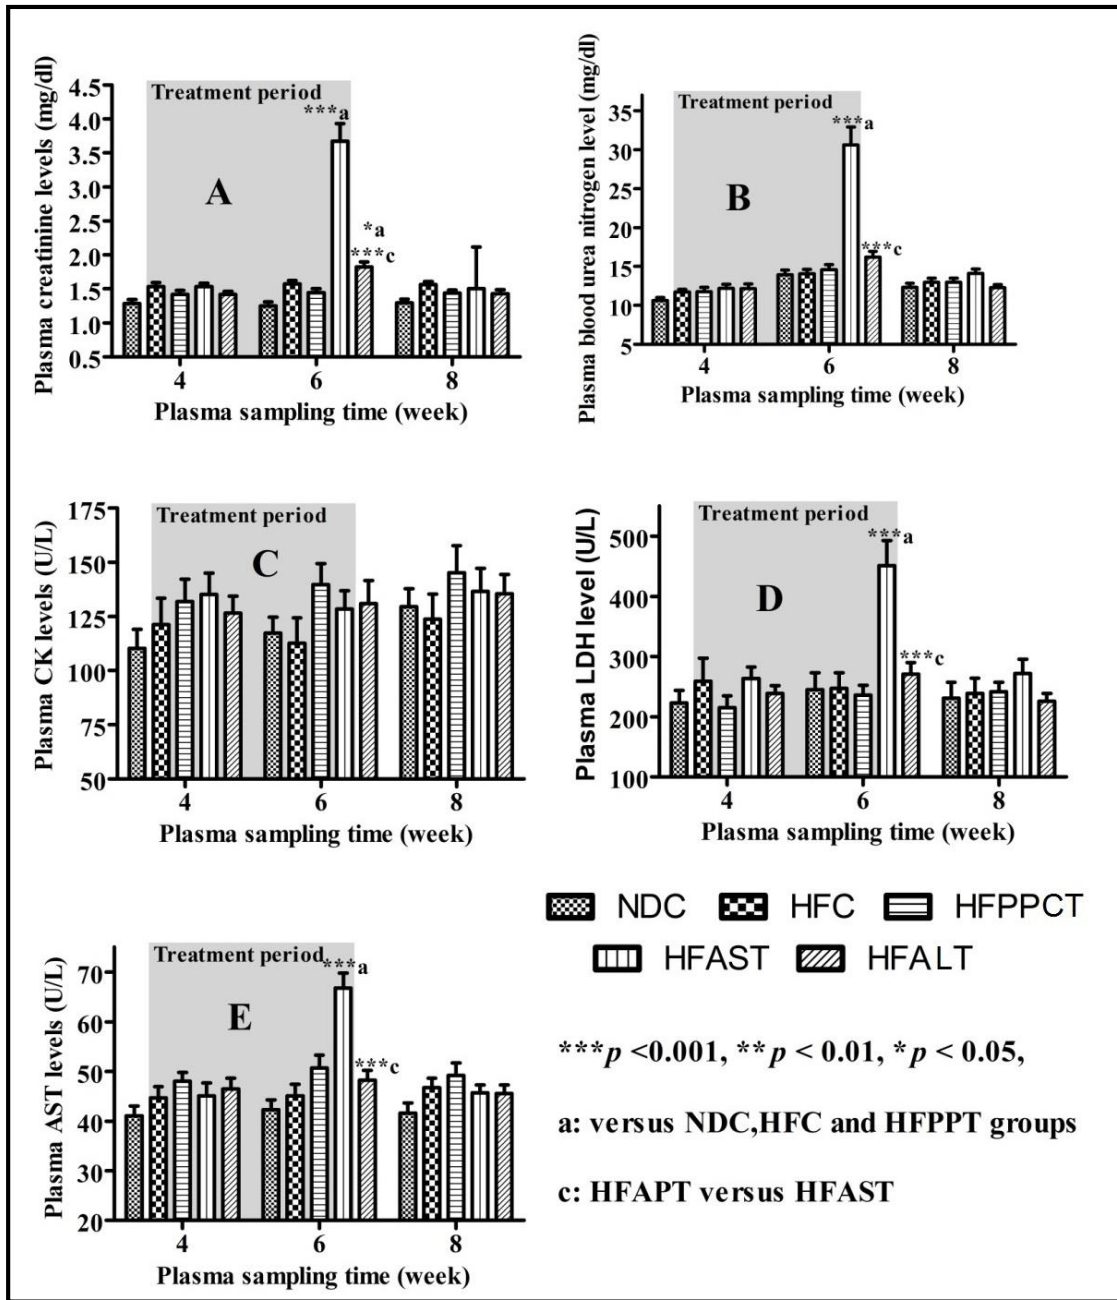 Plasma creatinine levels (mg/dl)
4.5
4.0
3.5
3.0
2.5
2.0
1.5
1.0
0.5
Treatment period
***a
A
*a
***c
4 6 8
Plasma sampling time (week)
Plasma blood urea nitrogen level (mg/dl)
35
30
25
20
15
10
5
Treatment period
***a
B
***c
4 6 8
Plasma sampling time (week)
Plasma CK levels (U/L)
175
150
125
100
75
50
Treatment period
C
4 6 8
Plasma sampling time (week)
Plasma LDH level (U/L)
500
400
300
200
100
Treatment period
***a
D
***c
4 6 8
Plasma sampling time (week)
Plasma AST levels (U/L)
70
60
50
40
30
20
Treatment period
***a
E
***c
4 6 8
Plasma sampling time (week)
NDC HFC HFPPCT
HFAST HFALT
***p <0.001, **p < 0.01, *p < 0.05,
a: versus NDC,HFC and HFPPT groups
c: HFAPT versus HFAST